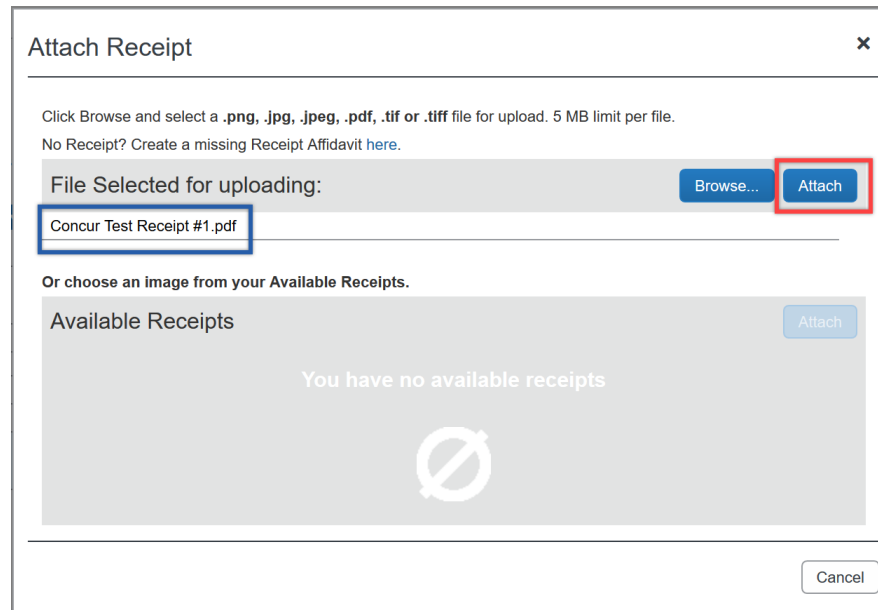 Attach Receipt
×
Click Browse and select a .png, .jpg, .jpeg, .pdf, .tif or .tiff file for upload. 5 MB limit per file.
No Receipt? Create a missing Receipt Affidavit here.
File Selected for uploading:
Browse...
Attach
Concur Test Receipt #1.pdf
Or choose an image from your Available Receipts.
Available Receipts
Attach
You have no available receipts
Cancel